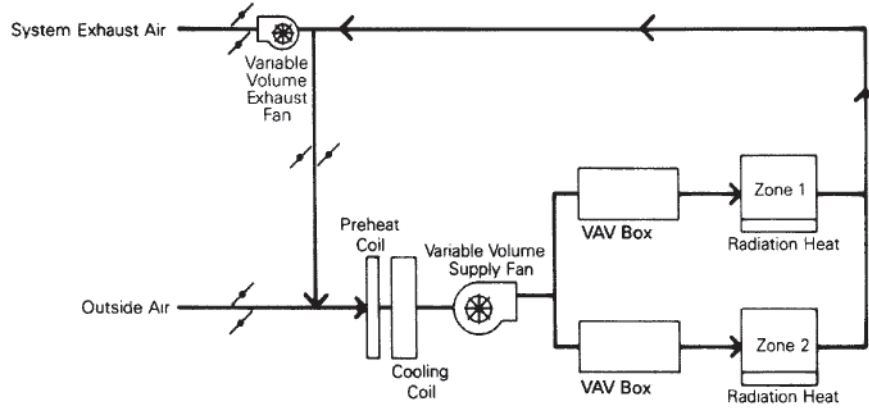 System Exhaust Air
Variable
Volume
Exhaust
Fan
Preheat
Coil
Variable Volume
Supply Fan
VAV Box
Zone 1
Radiation Heat
Outside Air
Cooling
Coil
VAV Box
Zone 2
Radiation Heat